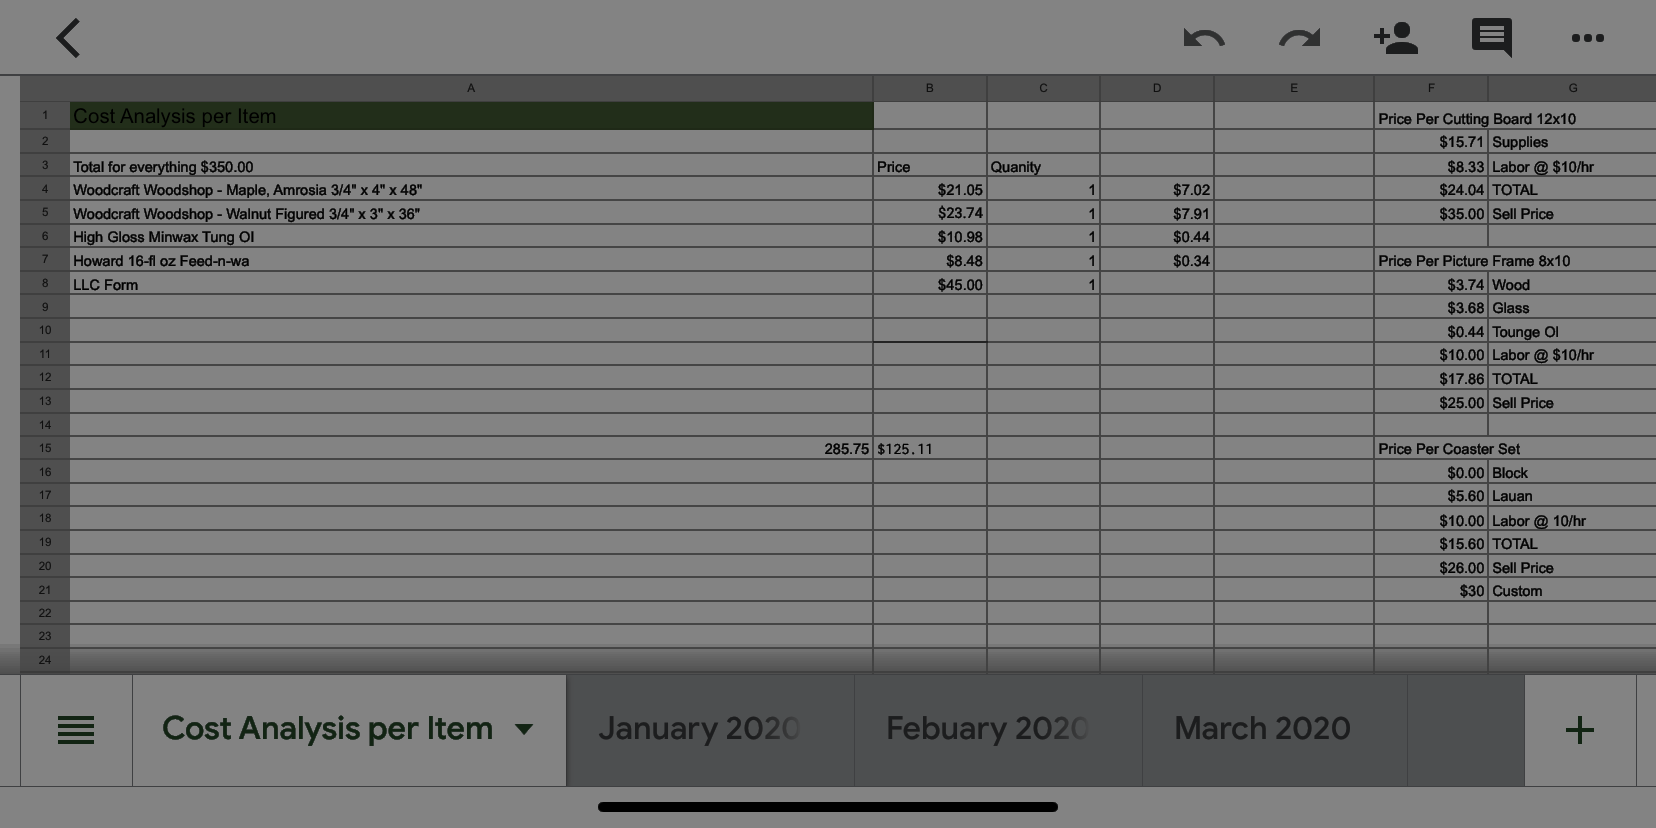 A B C D E F G
1 Cost Analysis per Item Price Per Cutting Board 12x10
2 $15.71 Supplies
3 Total for everything $350.00 Price Quanity $8.33 Labor @ $10/hr
4 Woodcraft Woodshop - Maple, Amrosia 3/4" x 4" x 48" $21.05 1 $7.02 $24.04 TOTAL
5 Woodcraft Woodshop - Walnut Figured 3/4" x 3" x 36" $23.74 1 $7.91 $35.00 Sell Price
6 High Gloss Minwax Tung OI $10.98 1 $0.44
7 Howard 16-fl oz Feed-n-wa $8.48 1 $0.34 Price Per Picture Frame 8x10
8 LLC Form $45.00 1 $3.74 Wood
9 $3.68 Glass
10 $0.44 Tounge OI
11 $10.00 Labor @ $10/hr
12 $17.86 TOTAL
13 $25.00 Sell Price
14
15 285.75 $125.11 Price Per Coaster Set
16 $0.00 Block
17 $5.60 Lauan
18 $10.00 Labor @ 10/hr
19 $15.60 TOTAL
20 $26.00 Sell Price
21 $30 Custom
22
23
24
Cost Analysis per Item January 2020 Febuary 2020 March 2020